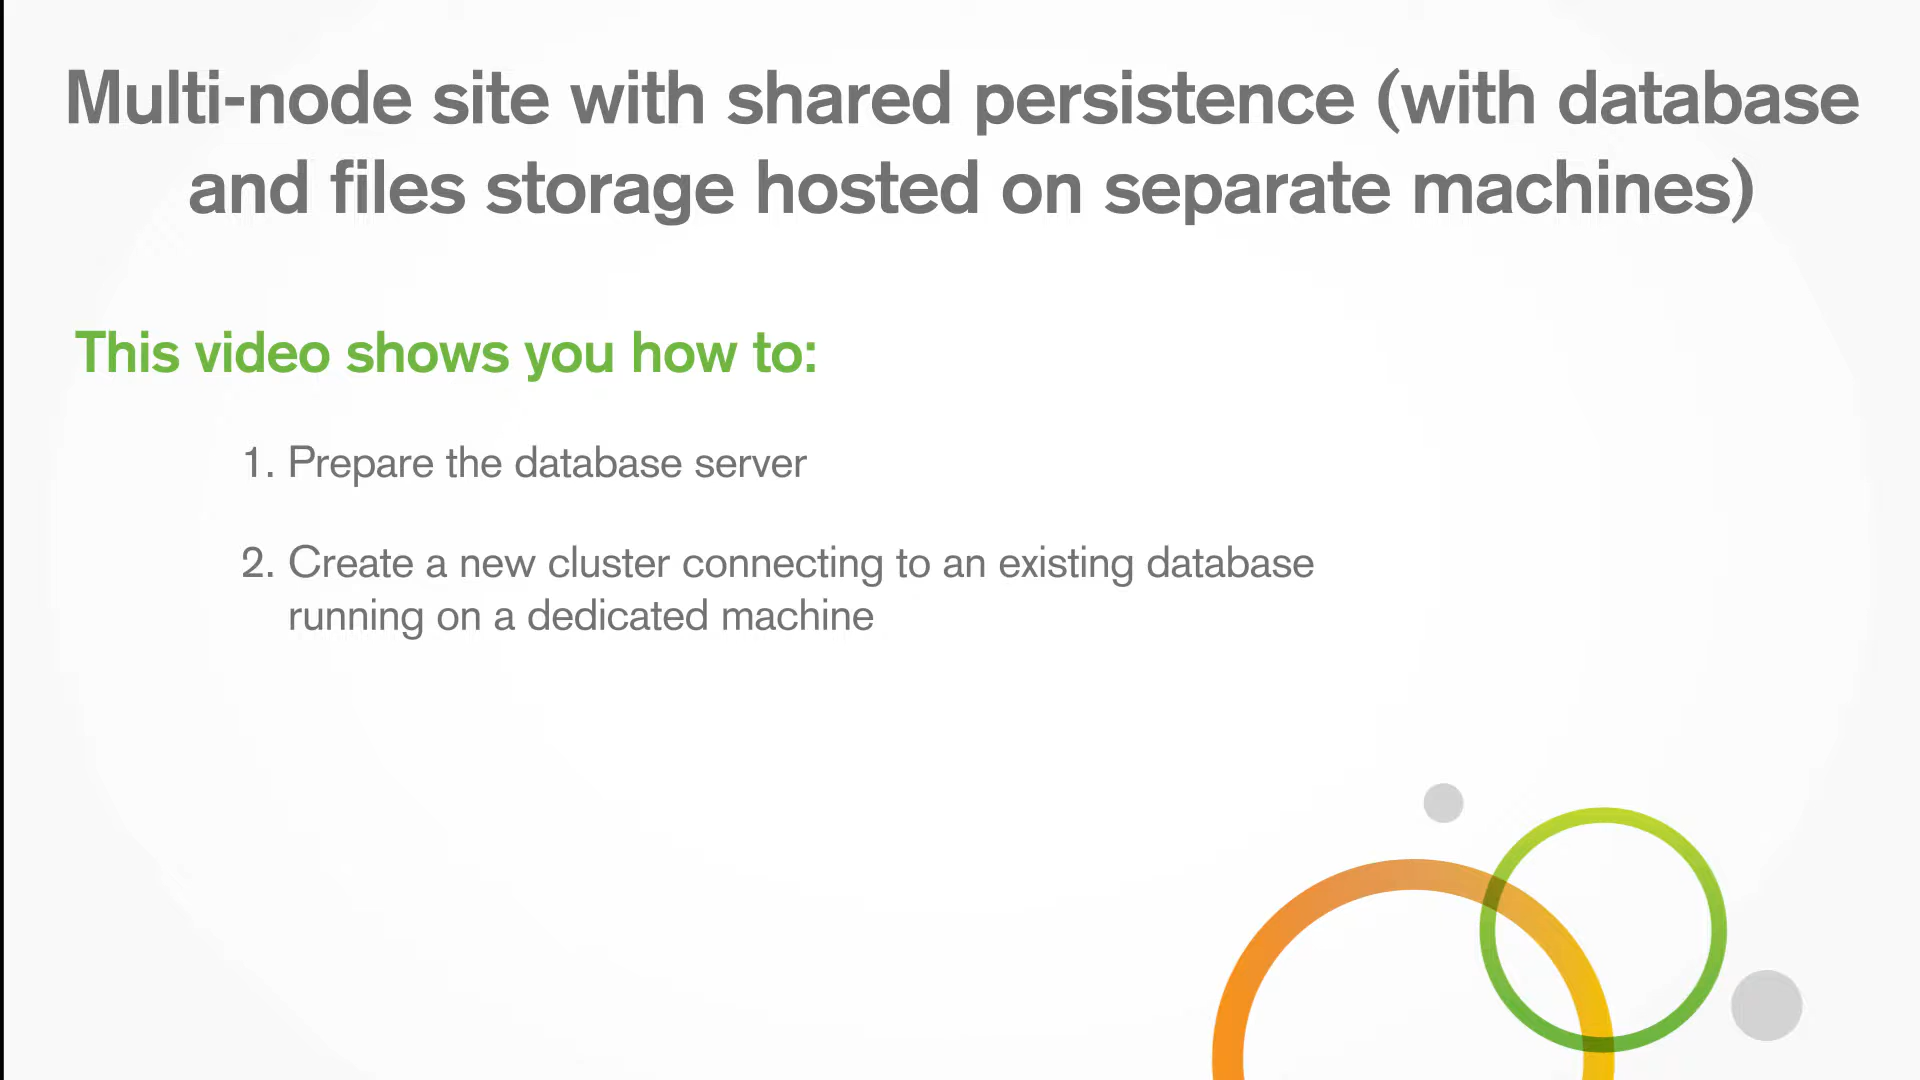 Multi-node site with shared persistence (with database
and files storage hosted on separate machines)
This video shows you how to:
1. Prepare the database server
2. Create a new cluster connecting to an existing database
running on a dedicated machine